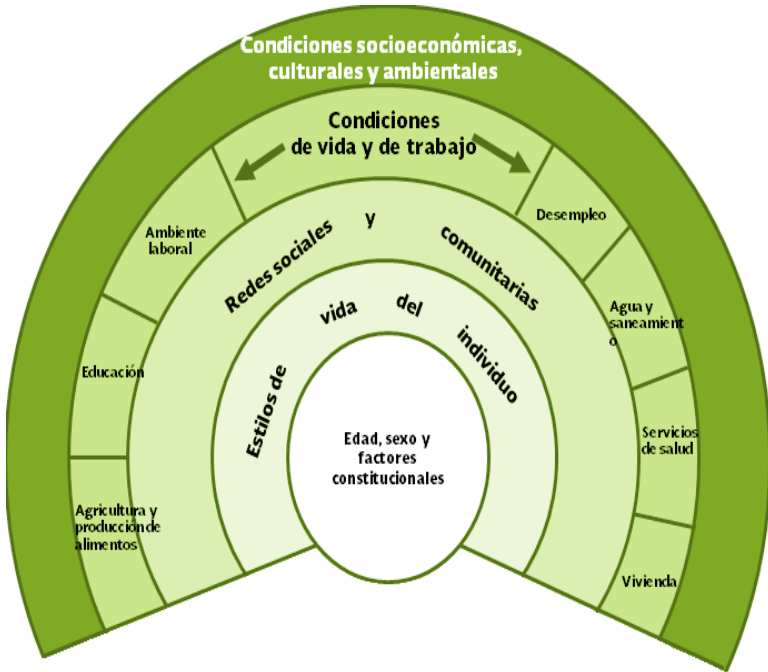 Condiciones socioeconómicas,
culturales y ambientales
Condiciones
de vida y de trabajo
Ambiente
laboral
Desempleo
Redes sociales y comunitarias
Agua y
saneamient
o
Estilos de vida del individuo
Educación
Servicios
de salud
Edad, sexo y
factores
constitucionales
Agricultura y
producción de
alimentos
Vivienda